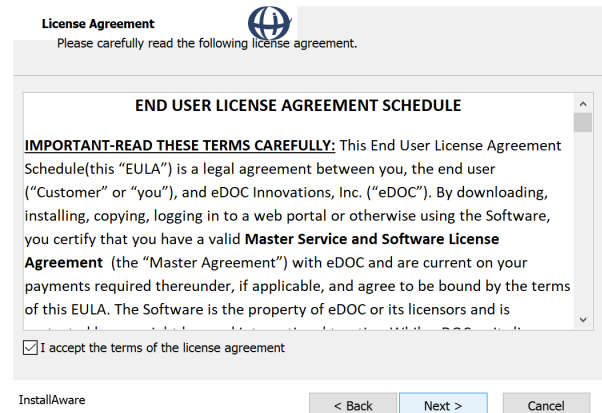 License Agreement
Please carefully read the following license agreement.
END USER LICENSE AGREEMENT SCHEDULE
IMPORTANT-READ THESE TERMS CAREFULLY: This End User License Agreement
Schedule(this “EULA”) is a legal agreement between you, the end user
(“Customer” or “you”), and eDOC Innovations, Inc. (“eDOC”). By downloading,
installing, copying, logging in to a web portal or otherwise using the Software,
you certify that you have a valid Master Service and Software License
Agreement (the “Master Agreement”) with eDOC and are current on your
payments required thereunder, if applicable, and agree to be bound by the terms
of this EULA. The Software is the property of eDOC or its licensors and is
I accept the terms of the license agreement
InstallAware
< Back
Next >
Cancel